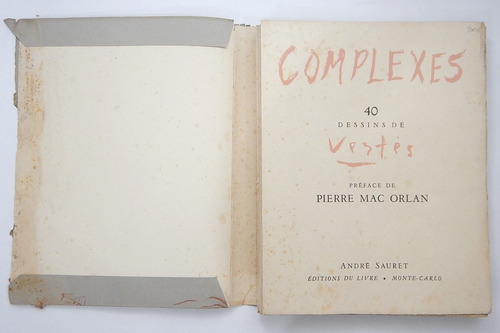 COMPLEXES
40
DESSINS DE
Vertès
PRÉFACE DE
PIERRE MAC ORLAN
ANDRÉ SAURET
ÉDITIONS DU LIVRE • MONTE-CARLO